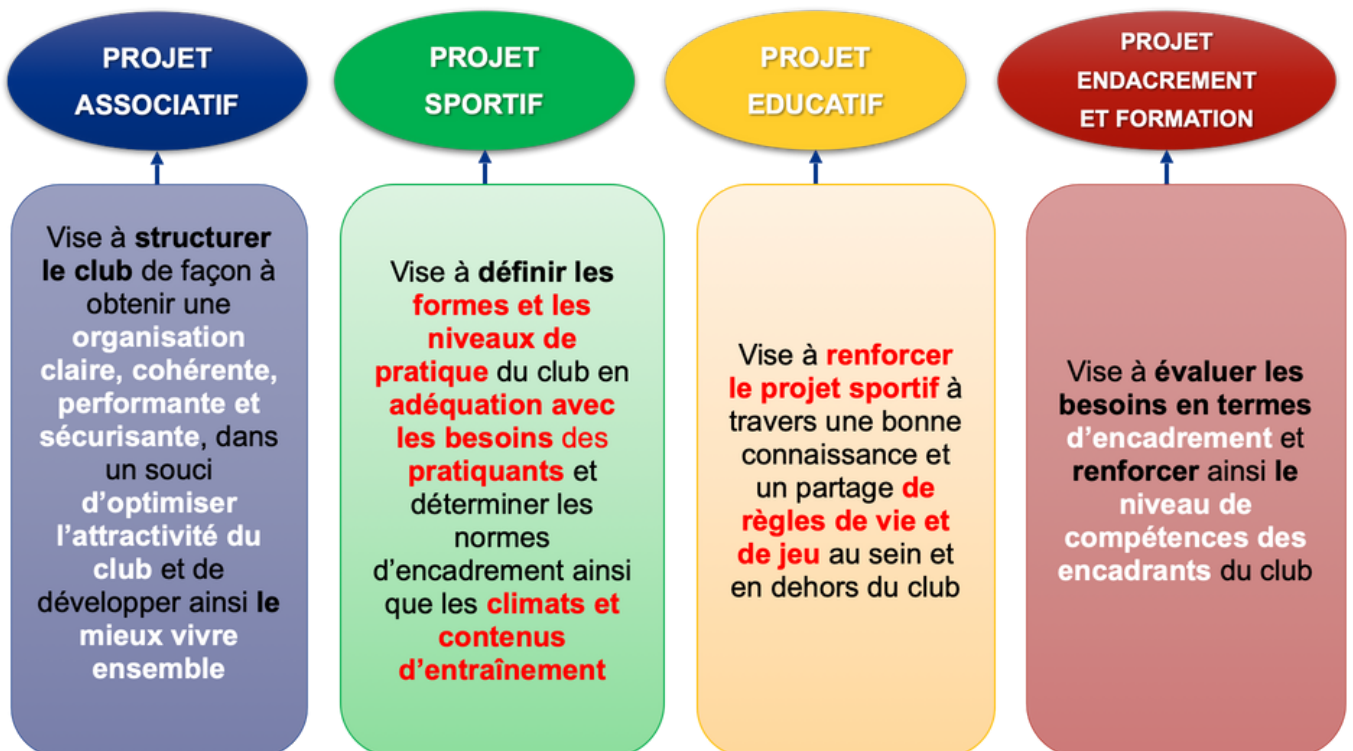 PROJET
ASSOCIATIF
PROJET
SPORTIF
PROJET
EDUCATIF
PROJET
ENDACREMENT
ET FORMATION
Vise à structurer
le club de façon à
obtenir une
organisation
claire, cohérente,
performante et
sécurisante, dans
un souci
d’optimiser
l’attractivité du
club et de
développer ainsi le
mieux vivre
ensemble
Vise à définir les
formes et les
niveaux de
pratique du club en
adéquation avec
les besoins des
pratiquants et
déterminer les
normes
d’encadrement ainsi
que les climats et
contenus
d’entraînement
Vise à renforcer
le projet sportif à
travers une bonne
connaissance et
un partage de
règles de vie et
de jeu au sein et
en dehors du club
Vise à évaluer les
besoins en termes
d’encadrement et
renforcer ainsi le
niveau de
compétences des
encadrants du club